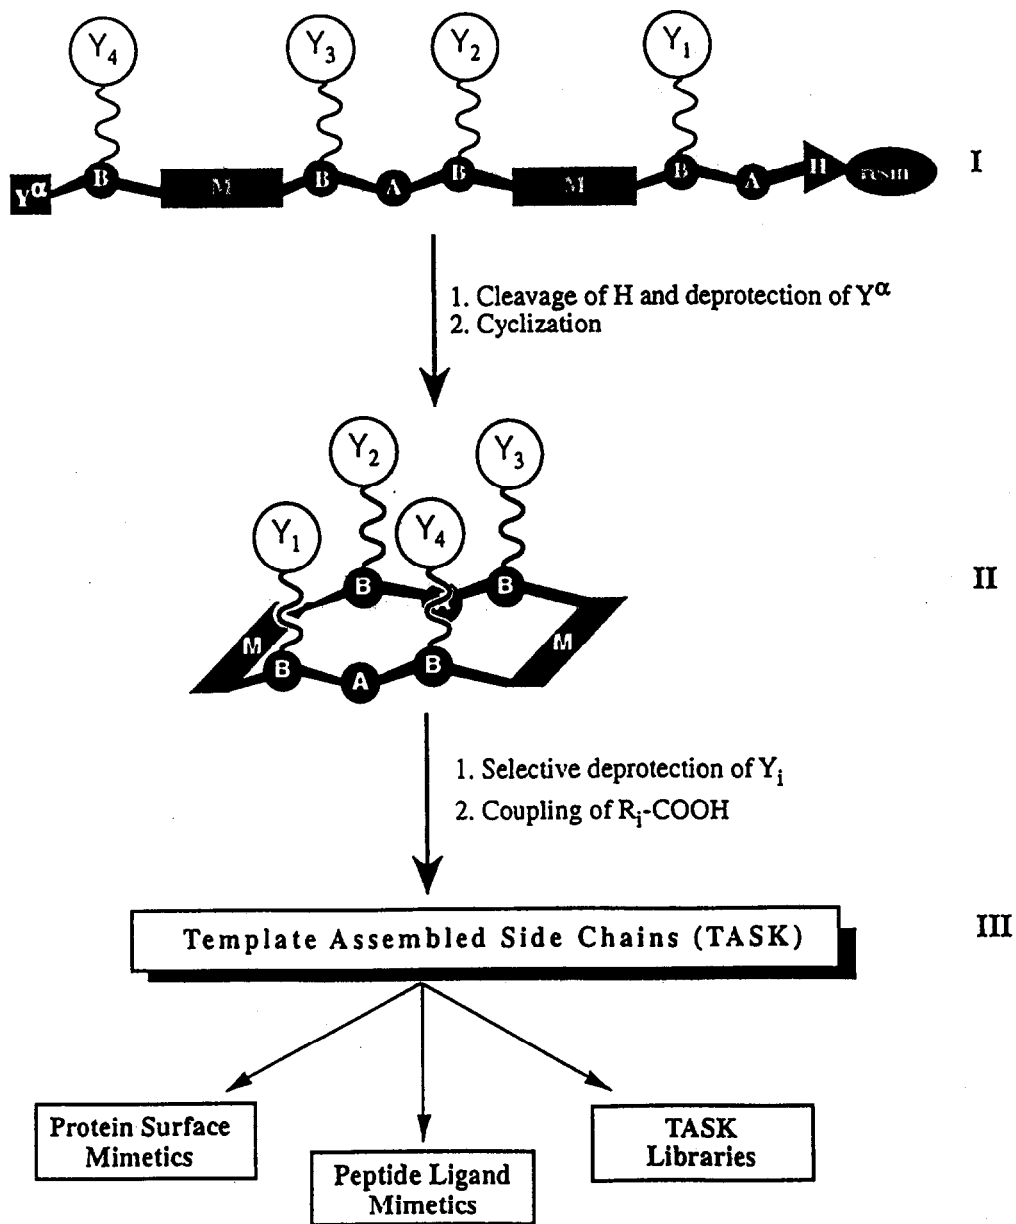 Y4 Y3 Y2 Y1
Yα B M B A B M B A H resin I
1. Cleavage of H and deprotection of Yα
2. Cyclization
Y2 Y3
Y1 Y4
B A B II
M M
B A B
1. Selective deprotection of Yi
2. Coupling of Ri-COOH
Template Assembled Side Chains (TASK) III
Protein Surface
Mimetics
Peptide Ligand
Mimetics
TASK
Libraries